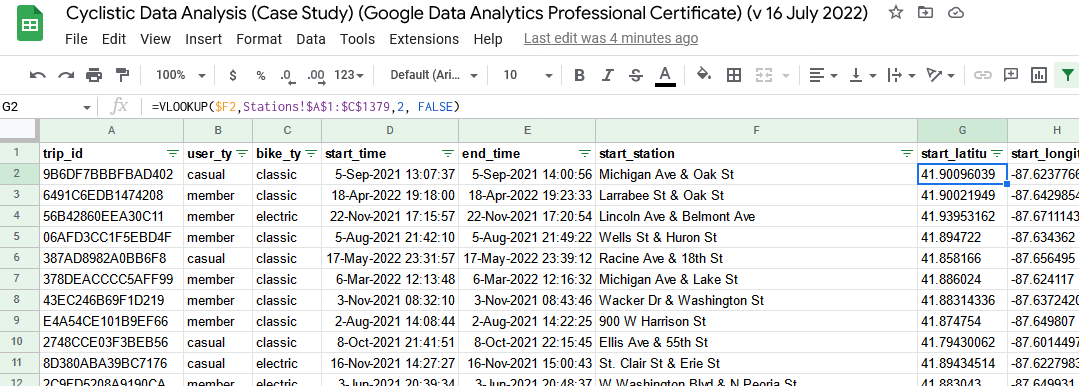 Cyclistic Data Analysis (Case Study) (Google Data Analytics Professional Certificate) (v 16 July 2022)
File Edit View Insert Format Data Tools Extensions Help Last edit was 4 minutes ago
100% $ % .0 .00 123 Default (Ari... 10 B I S A
G2 fx =VLOOKUP($F2,Stations!$A$1:$C$1379,2, FALSE)
A B C D E F G H
1 trip_id user_ty bike_ty start_time end_time start_station start_latitu start_longit
2 9B6DF7BBBFBAD402 casual classic 5-Sep-2021 13:07:37 5-Sep-2021 14:00:56 Michigan Ave & Oak St 41.90096039 -87.6237766
3 6491C6EDB1474208 member classic 18-Apr-2022 19:18:00 18-Apr-2022 19:23:33 Larrabee St & Oak St 41.90021949 -87.6429854
4 56B42860EEA30C11 member electric 22-Nov-2021 17:15:57 22-Nov-2021 17:20:54 Lincoln Ave & Belmont Ave 41.93953162 -87.6711143
5 06AFD3CC1F5EBD4F member classic 5-Aug-2021 21:42:10 5-Aug-2021 21:49:22 Wells St & Huron St 41.894722 -87.634362
6 387AD8982A0BB6F8 casual classic 17-May-2022 23:31:57 17-May-2022 23:39:12 Racine Ave & 18th St 41.858166 -87.656495
7 378DEACCCC5AFF99 member classic 6-Mar-2022 12:13:48 6-Mar-2022 12:16:32 Michigan Ave & Lake St 41.886024 -87.624117
8 43EC246B69F1D219 member classic 3-Nov-2021 08:32:10 3-Nov-2021 08:43:46 Wacker Dr & Washington St 41.88314336 -87.6372420
9 E4A54CE101B9EF66 member classic 2-Aug-2021 14:08:44 2-Aug-2021 14:22:25 900 W Harrison St 41.874754 -87.649807
10 2748CCE03F3BEB56 casual classic 8-Oct-2021 21:41:51 8-Oct-2021 22:15:45 Ellis Ave & 55th St 41.79430062 -87.6014497
11 8D380ABA39BC7176 casual electric 16-Nov-2021 14:27:27 16-Nov-2021 15:00:43 St. Clair St & Erie St 41.89434514 -87.6227983
12 2C9FD5208A9190CA member electric 3-Jun-2021 20:39:34 3-Jun-2021 20:48:37 W Washington Blvd & N Peoria St 41.883043 -87.649931